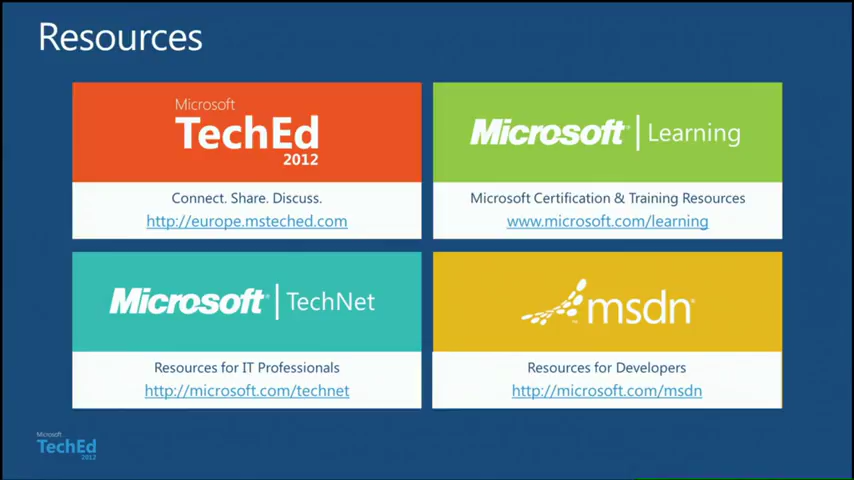 Resources
Microsoft
TechEd
2012
Connect. Share. Discuss.
http://europe.msteched.com
Microsoft® | Learning
Microsoft Certification & Training Resources
www.microsoft.com/learning
Microsoft® | TechNet
Resources for IT Professionals
http://microsoft.com/technet
msdn®
Resources for Developers
http://microsoft.com/msdn
Microsoft
TechEd
2012